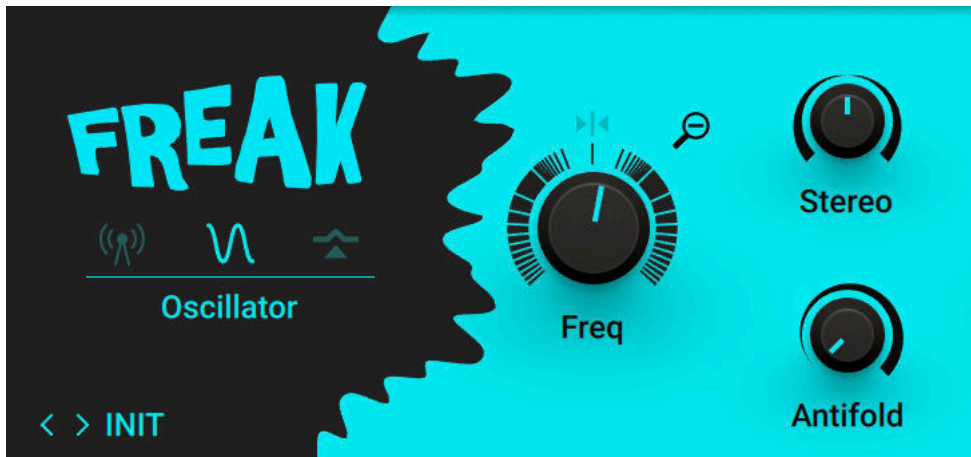 FREAK
Oscillator
< > INIT
Freq
Stereo
Antifold